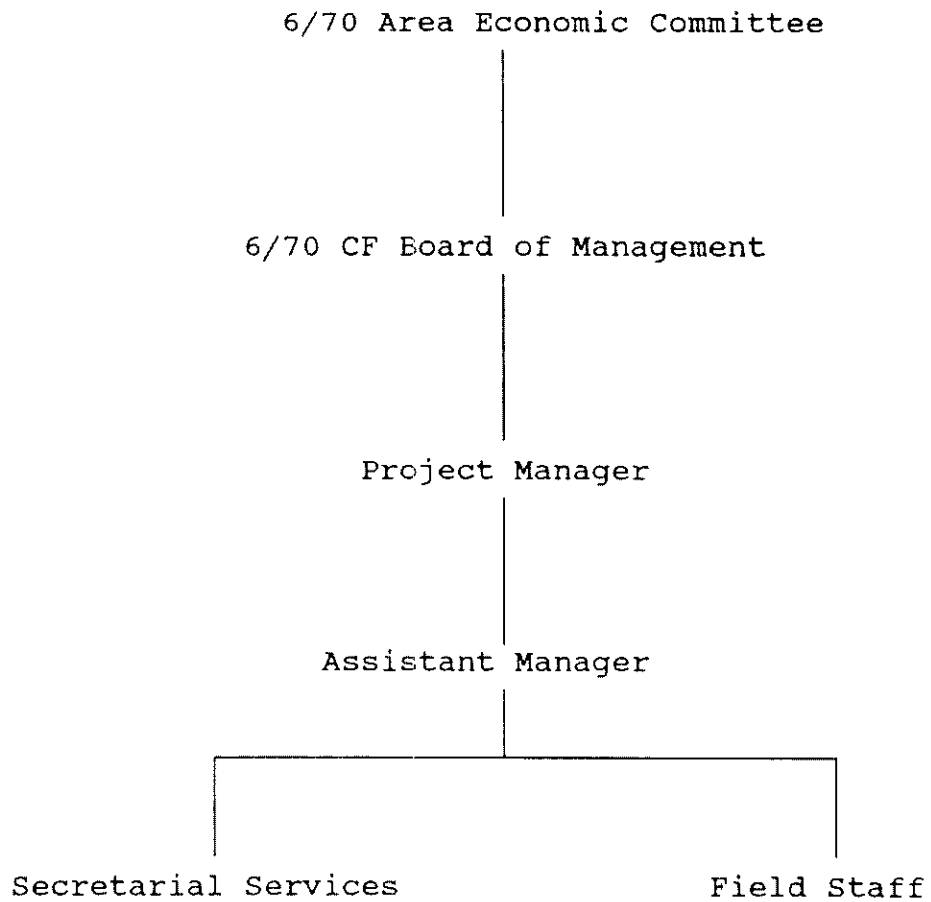 6/70 Area Economic Committee
6/70 CF Board of Management
Project Manager
Assistant Manager
Secretarial Services
Field Staff